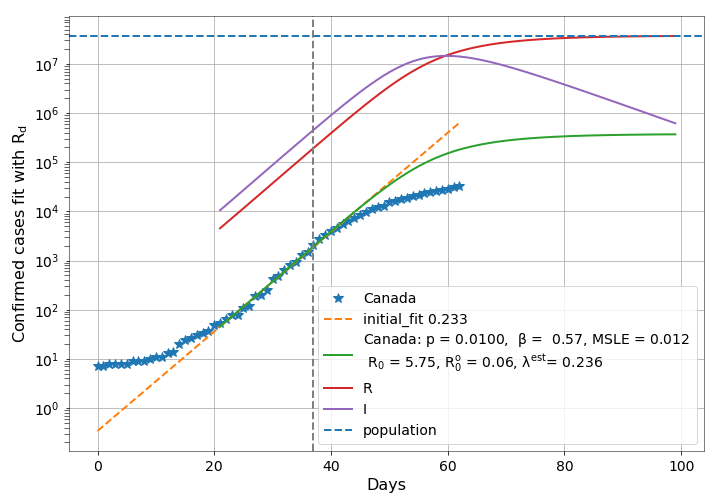 Confirmed cases fit with R_d
10^7
10^6
10^5
10^4
10^3
10^2
10^1
10^0
Canada
initial_fit 0.233
Canada: p = 0.0100,  β =  0.57, MSLE = 0.012
R_0 = 5.75, R_0^o = 0.06, λ^est= 0.236
R
I
population
0 20 40 60 80 100
Days